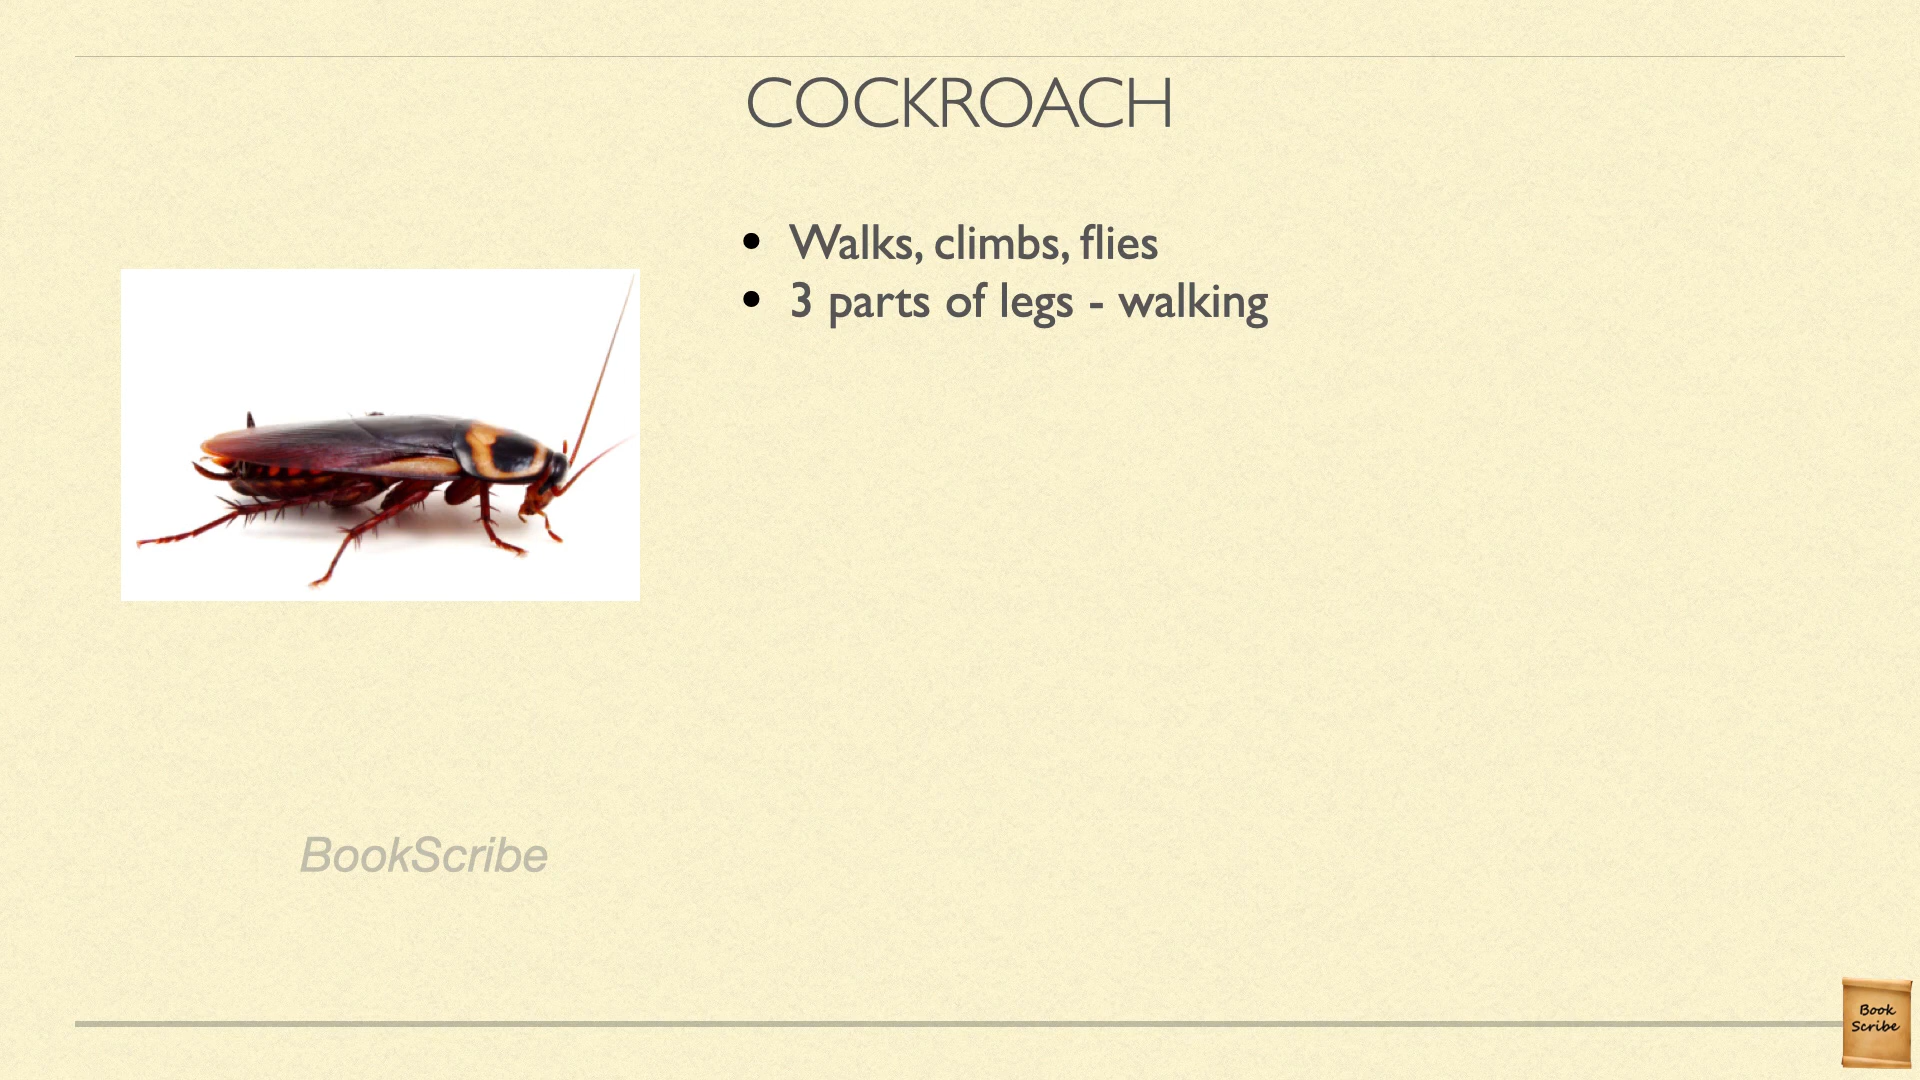 COCKROACH
• Walks, climbs, flies
• 3 parts of legs - walking
BookScribe
Book
Scribe